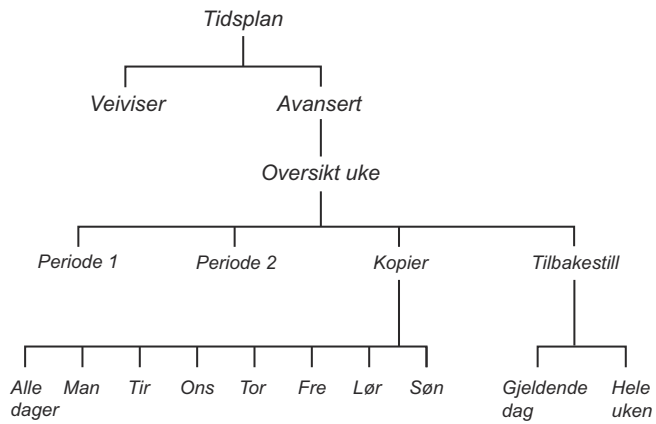 Tidsplan
Veiviser
Avansert
Oversikt uke
Periode 1
Periode 2
Kopier
Tilbakestill
Alle
dager
Man
Tir
Ons
Tor
Fre
Lør
Søn
Gjeldende
dag
Hele
uken